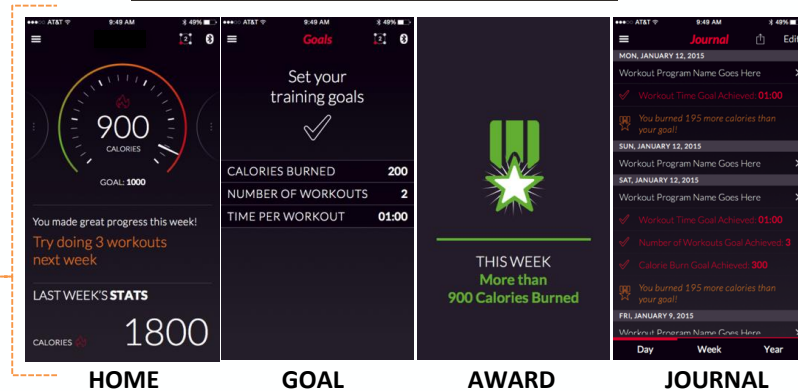 AT&T 9:49 AM 49%
2
900
CALORIES
GOAL: 1000
You made great progress this week!
Try doing 3 workouts
next week
LAST WEEK'S STATS
CALORIES 1800
HOME
AT&T 9:49 AM 49%
Goals 2
Set your
training goals
CALORIES BURNED 200
NUMBER OF WORKOUTS 2
TIME PER WORKOUT 01:00
GOAL
THIS WEEK
More than
900 Calories Burned
AWARD
AT&T 9:49 AM 49%
Journal Edit
MON, JANUARY 12, 2015
Workout Program Name Goes Here
Workout Time Goal Achieved: 01:00
You burned 195 more calories than
your goal!
SUN, JANUARY 12, 2015
Workout Program Name Goes Here
SAT, JANUARY 12, 2015
Workout Program Name Goes Here
Workout Time Goal Achieved: 01:00
Number of Workouts Goal Achieved: 3
Calorie Burn Goal Achieved: 300
You burned 195 more calories than
your goal!
FRI, JANUARY 9, 2015
Workout Program Name Goes Here
Day Week Year
JOURNAL